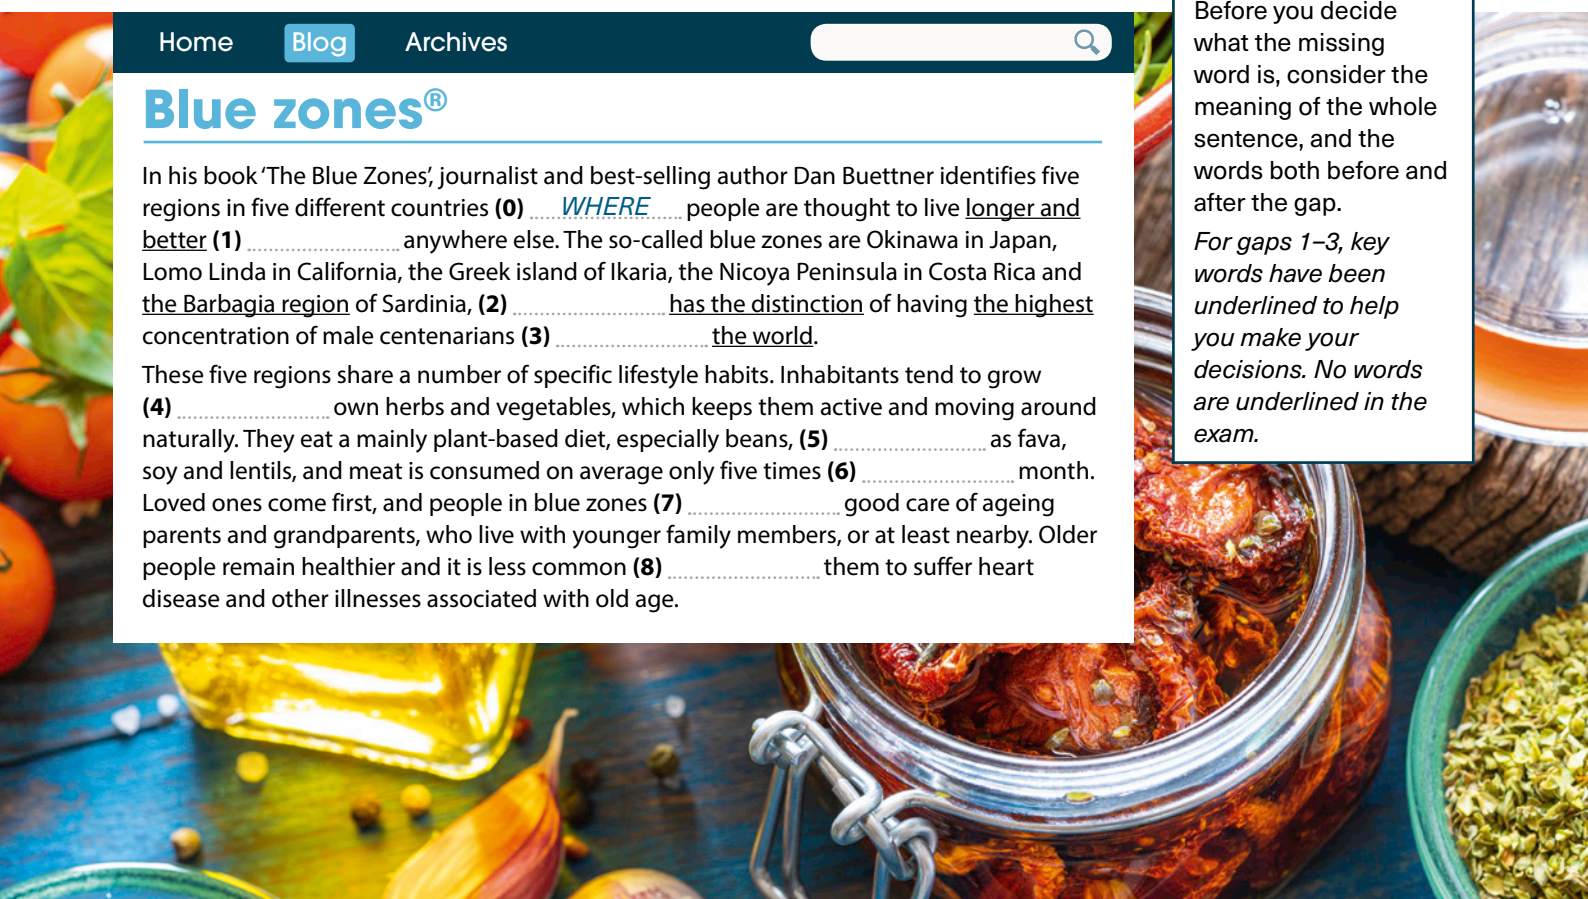 Home Blog Archives
Blue zones®
In his book ‘The Blue Zones’, journalist and best-selling author Dan Buettner identifies five
regions in five different countries (0) WHERE people are thought to live longer and
better (1) .................... anywhere else. The so-called blue zones are Okinawa in Japan,
Lomo Linda in California, the Greek island of Ikaria, the Nicoya Peninsula in Costa Rica and
the Barbagia region of Sardinia, (2) .................... has the distinction of having the highest
concentration of male centenarians (3) .................... the world.
These five regions share a number of specific lifestyle habits. Inhabitants tend to grow
(4) .................... own herbs and vegetables, which keeps them active and moving around
naturally. They eat a mainly plant-based diet, especially beans, (5) .................... as fava,
soy and lentils, and meat is consumed on average only five times (6) .................... month.
Loved ones come first, and people in blue zones (7) .................... good care of ageing
parents and grandparents, who live with younger family members, or at least nearby. Older
people remain healthier and it is less common (8) .................... them to suffer heart
disease and other illnesses associated with old age.
Before you decide
what the missing
word is, consider the
meaning of the whole
sentence, and the
words both before and
after the gap.
For gaps 1–3, key
words have been
underlined to help
you make your
decisions. No words
are underlined in the
exam.